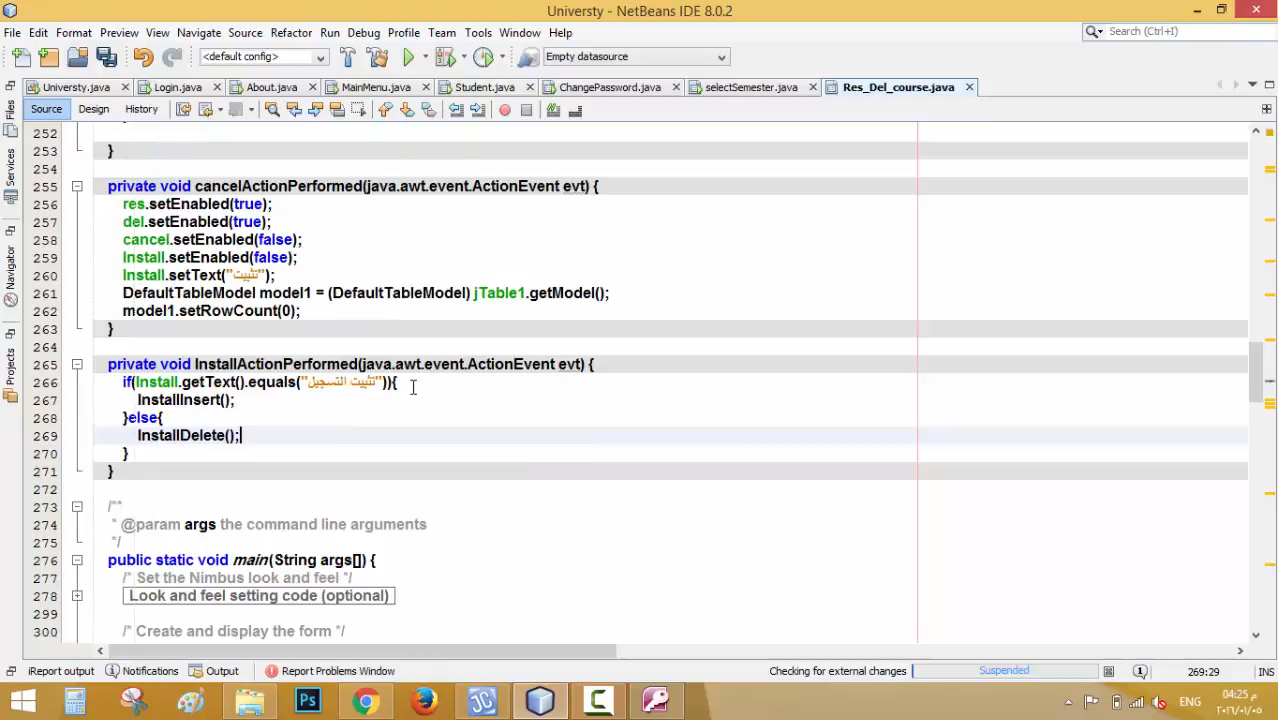 Universty - NetBeans IDE 8.0.2
File Edit Format Preview View Navigate Source Refactor Run Debug Profile Team Tools Window Help
Search (Ctrl+I)
<default config>
Empty datasource
Universty.java
Login.java
About.java
MainMenu.java
Student.java
ChangePassword.java
selectSemester.java
Res_Del_course.java
Source Design History
Files
Services
Navigator
Projects
252
253 }
254
255 private void cancelActionPerformed(java.awt.event.ActionEvent evt) {
256 res.setEnabled(true);
257 del.setEnabled(true);
258 cancel.setEnabled(false);
259 Install.setEnabled(false);
260 Install.setText("تثبيت");
261 DefaultTableModel model1 = (DefaultTableModel) jTable1.getModel();
262 model1.setRowCount(0);
263 }
264
265 private void InstallActionPerformed(java.awt.event.ActionEvent evt) {
266 if(Install.getText().equals("تثبيت التسجيل")){
267 InstallInsert();
268 }else{
269 InstallDelete();
270 }
271 }
272
273 /**
274 * @param args the command line arguments
275 */
276 public static void main(String args[]) {
277 /* Set the Nimbus look and feel */
278 Look and feel setting code (optional)
299
300 /* Create and display the form */
iReport output Notifications Output Report Problems Window
Checking for external changes Suspended
269:29 INS
Ps
JC
C
ENG
04:25 م
٢٠١٦/٠١/٠٥